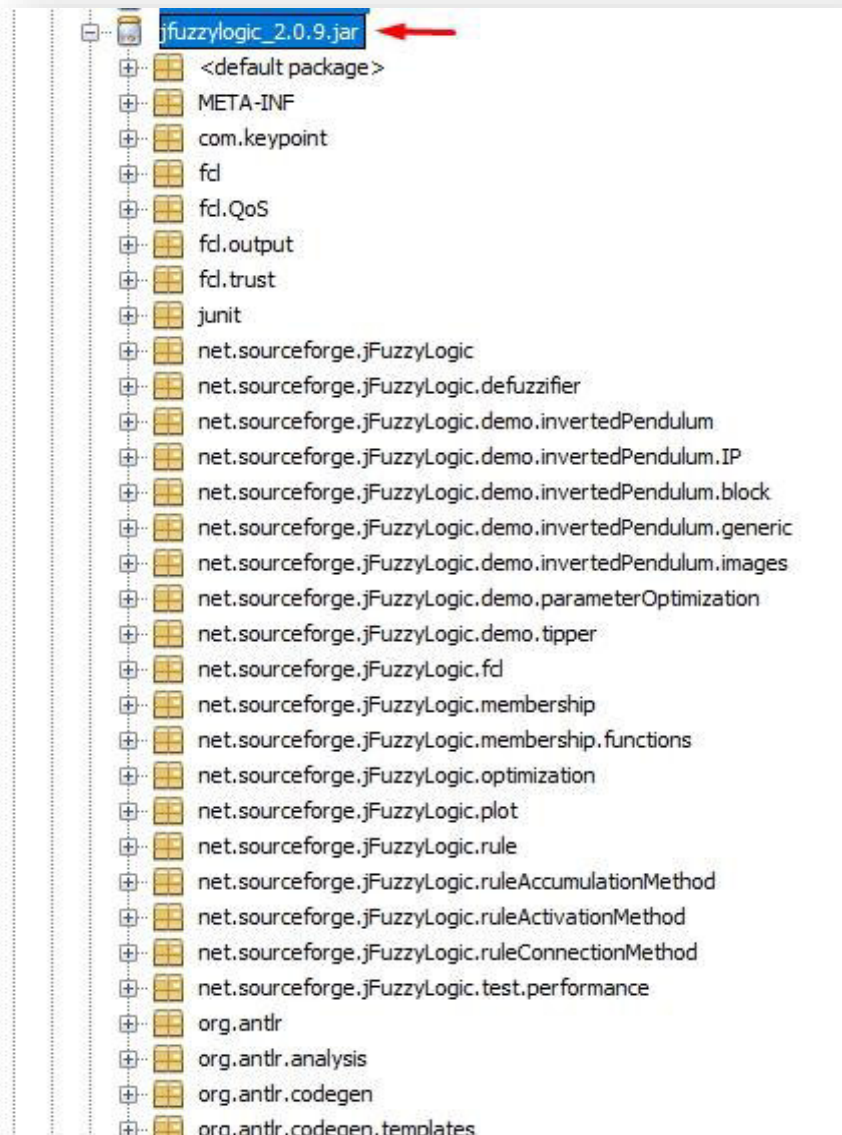 jfuzzylogic_2.0.9.jar
<default package>
META-INF
com.keypoint
fcl
fcl.QoS
fcl.output
fcl.trust
junit
net.sourceforge.jFuzzyLogic
net.sourceforge.jFuzzyLogic.defuzzifier
net.sourceforge.jFuzzyLogic.demo.invertedPendulum
net.sourceforge.jFuzzyLogic.demo.invertedPendulum.IP
net.sourceforge.jFuzzyLogic.demo.invertedPendulum.block
net.sourceforge.jFuzzyLogic.demo.invertedPendulum.generic
net.sourceforge.jFuzzyLogic.demo.invertedPendulum.images
net.sourceforge.jFuzzyLogic.demo.parameterOptimization
net.sourceforge.jFuzzyLogic.demo.tipper
net.sourceforge.jFuzzyLogic.fcl
net.sourceforge.jFuzzyLogic.membership
net.sourceforge.jFuzzyLogic.membership.functions
net.sourceforge.jFuzzyLogic.optimization
net.sourceforge.jFuzzyLogic.plot
net.sourceforge.jFuzzyLogic.rule
net.sourceforge.jFuzzyLogic.ruleAccumulationMethod
net.sourceforge.jFuzzyLogic.ruleActivationMethod
net.sourceforge.jFuzzyLogic.ruleConnectionMethod
net.sourceforge.jFuzzyLogic.test.performance
org.antlr
org.antlr.analysis
org.antlr.codegen
org.antlr.codegen.templates